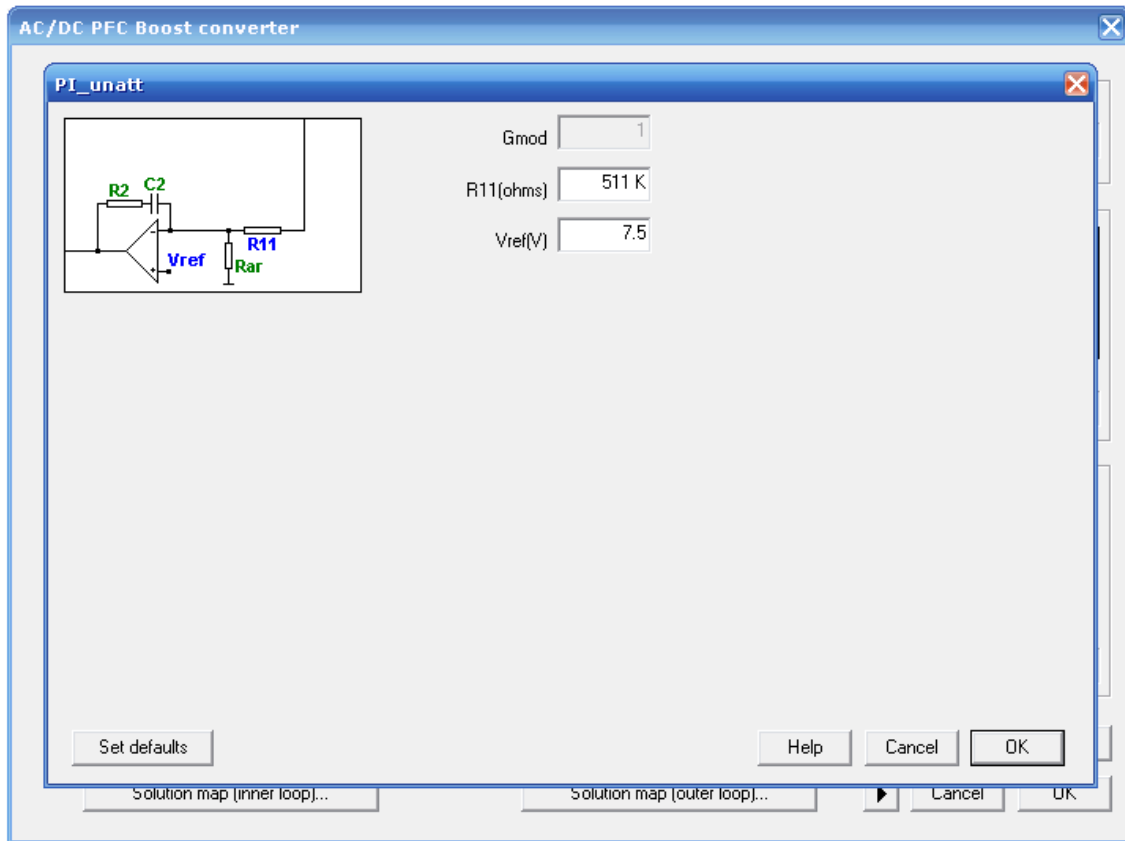 AC/DC PFC Boost converter
PI_unatt
R2 C2
R11
Vref
Rar
Gmod 1
R11(ohms) 511 K
Vref(V) 7.5
Set defaults Help Cancel OK
Solution map (inner loop)... Solution map (outer loop)... Cancel OK